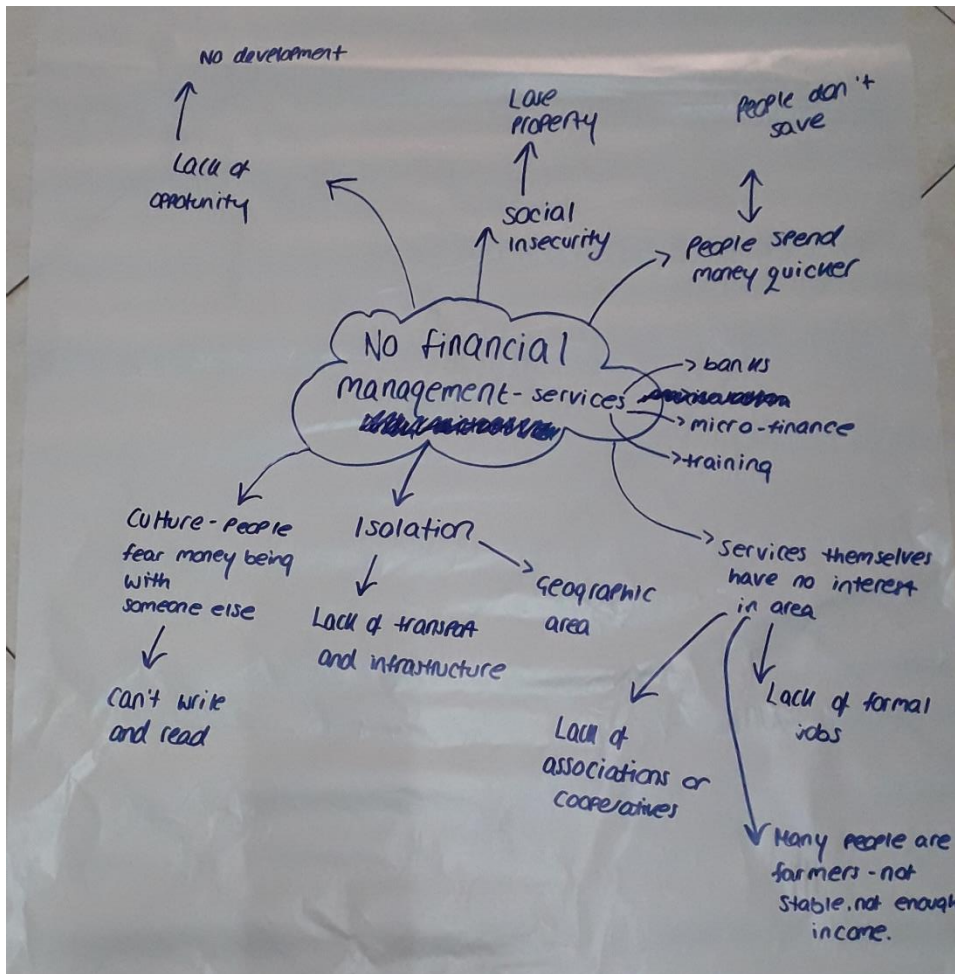 No development
Lack of
oppotunity
Lose
property
social
insecurity
People don't
save
People spend
money quicker
No financial
management-services
banks
micro-finance
training
Culture-people
fear money being
with
someone else
can't write
and read
Isolation
Lack of transport
and infrastructure
Geographic
area
services themselves
have no interest
in area
Lack of
associations or
cooperatives
Lack of formal
jobs
Many people are
farmers-not
stable.not enough
income.